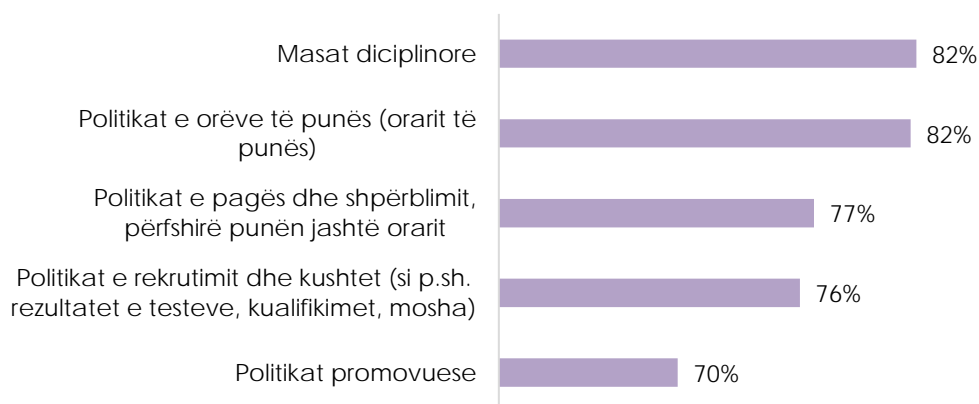 Masat diciplinore
82%
Politikat e orëve të punës (orarit të
punës)
82%
Politikat e pagës dhe shpërblimit,
përfshirë punën jashtë orarit
77%
Politikat e rekrutimit dhe kushtet (si p.sh.
rezultatet e testeve, kualifikimet, mosha)
76%
Politikat promovuese
70%